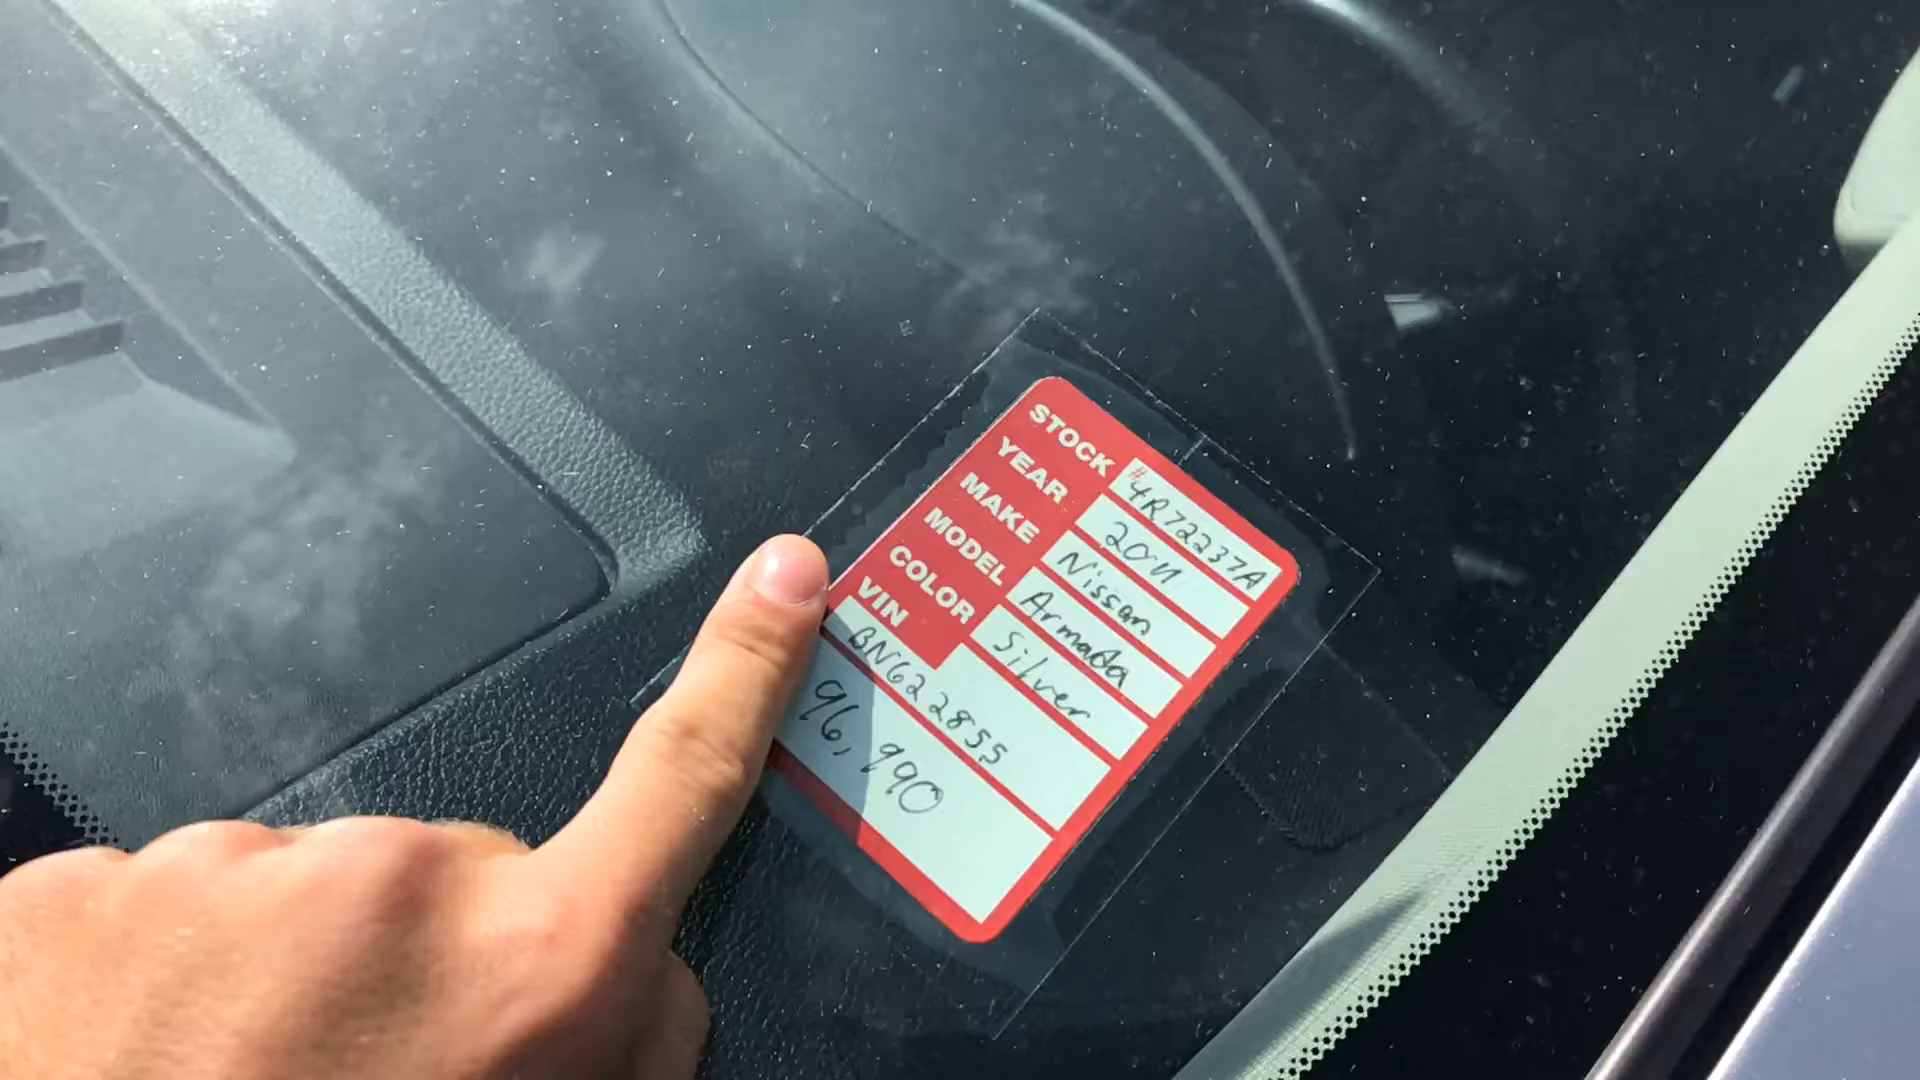 STOCK # 4R72237A
YEAR 2011
MAKE Nissan
MODEL Armada
COLOR Silver
VIN
BN622855
96,990